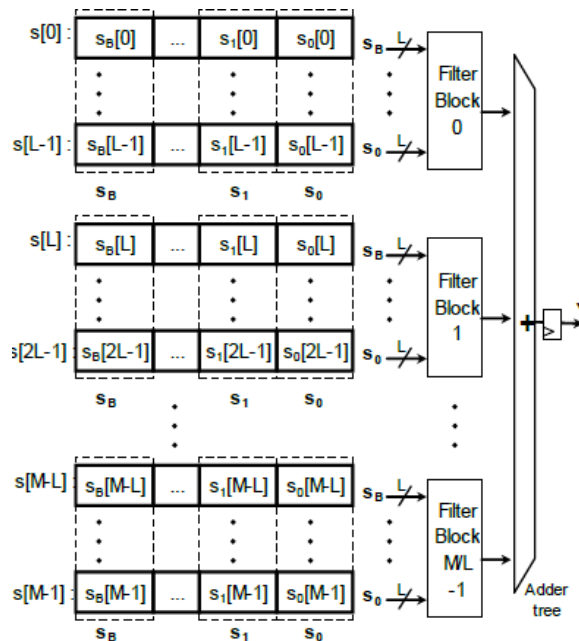 s[0] : s_B[0] ... s_1[0] s_0[0] s_B L
Filter
Block
0
s[L-1] : s_B[L-1] ... s_1[L-1] s_0[L-1] s_0 L
s_B s_1 s_0
s[L] : s_B[L] ... s_1[L] s_0[L] s_B L
Filter
Block
1
+
s[2L-1] : s_B[2L-1] ... s_1[2L-1] s_0[2L-1] s_0 L
s_B s_1 s_0
s[M-L] : s_B[M-L] ... s_1[M-L] s_0[M-L] s_B L
Filter
Block
M/L
-1
s[M-1] : s_B[M-1] ... s_1[M-1] s_0[M-1] s_0 L
Adder
tree
s_B s_1 s_0